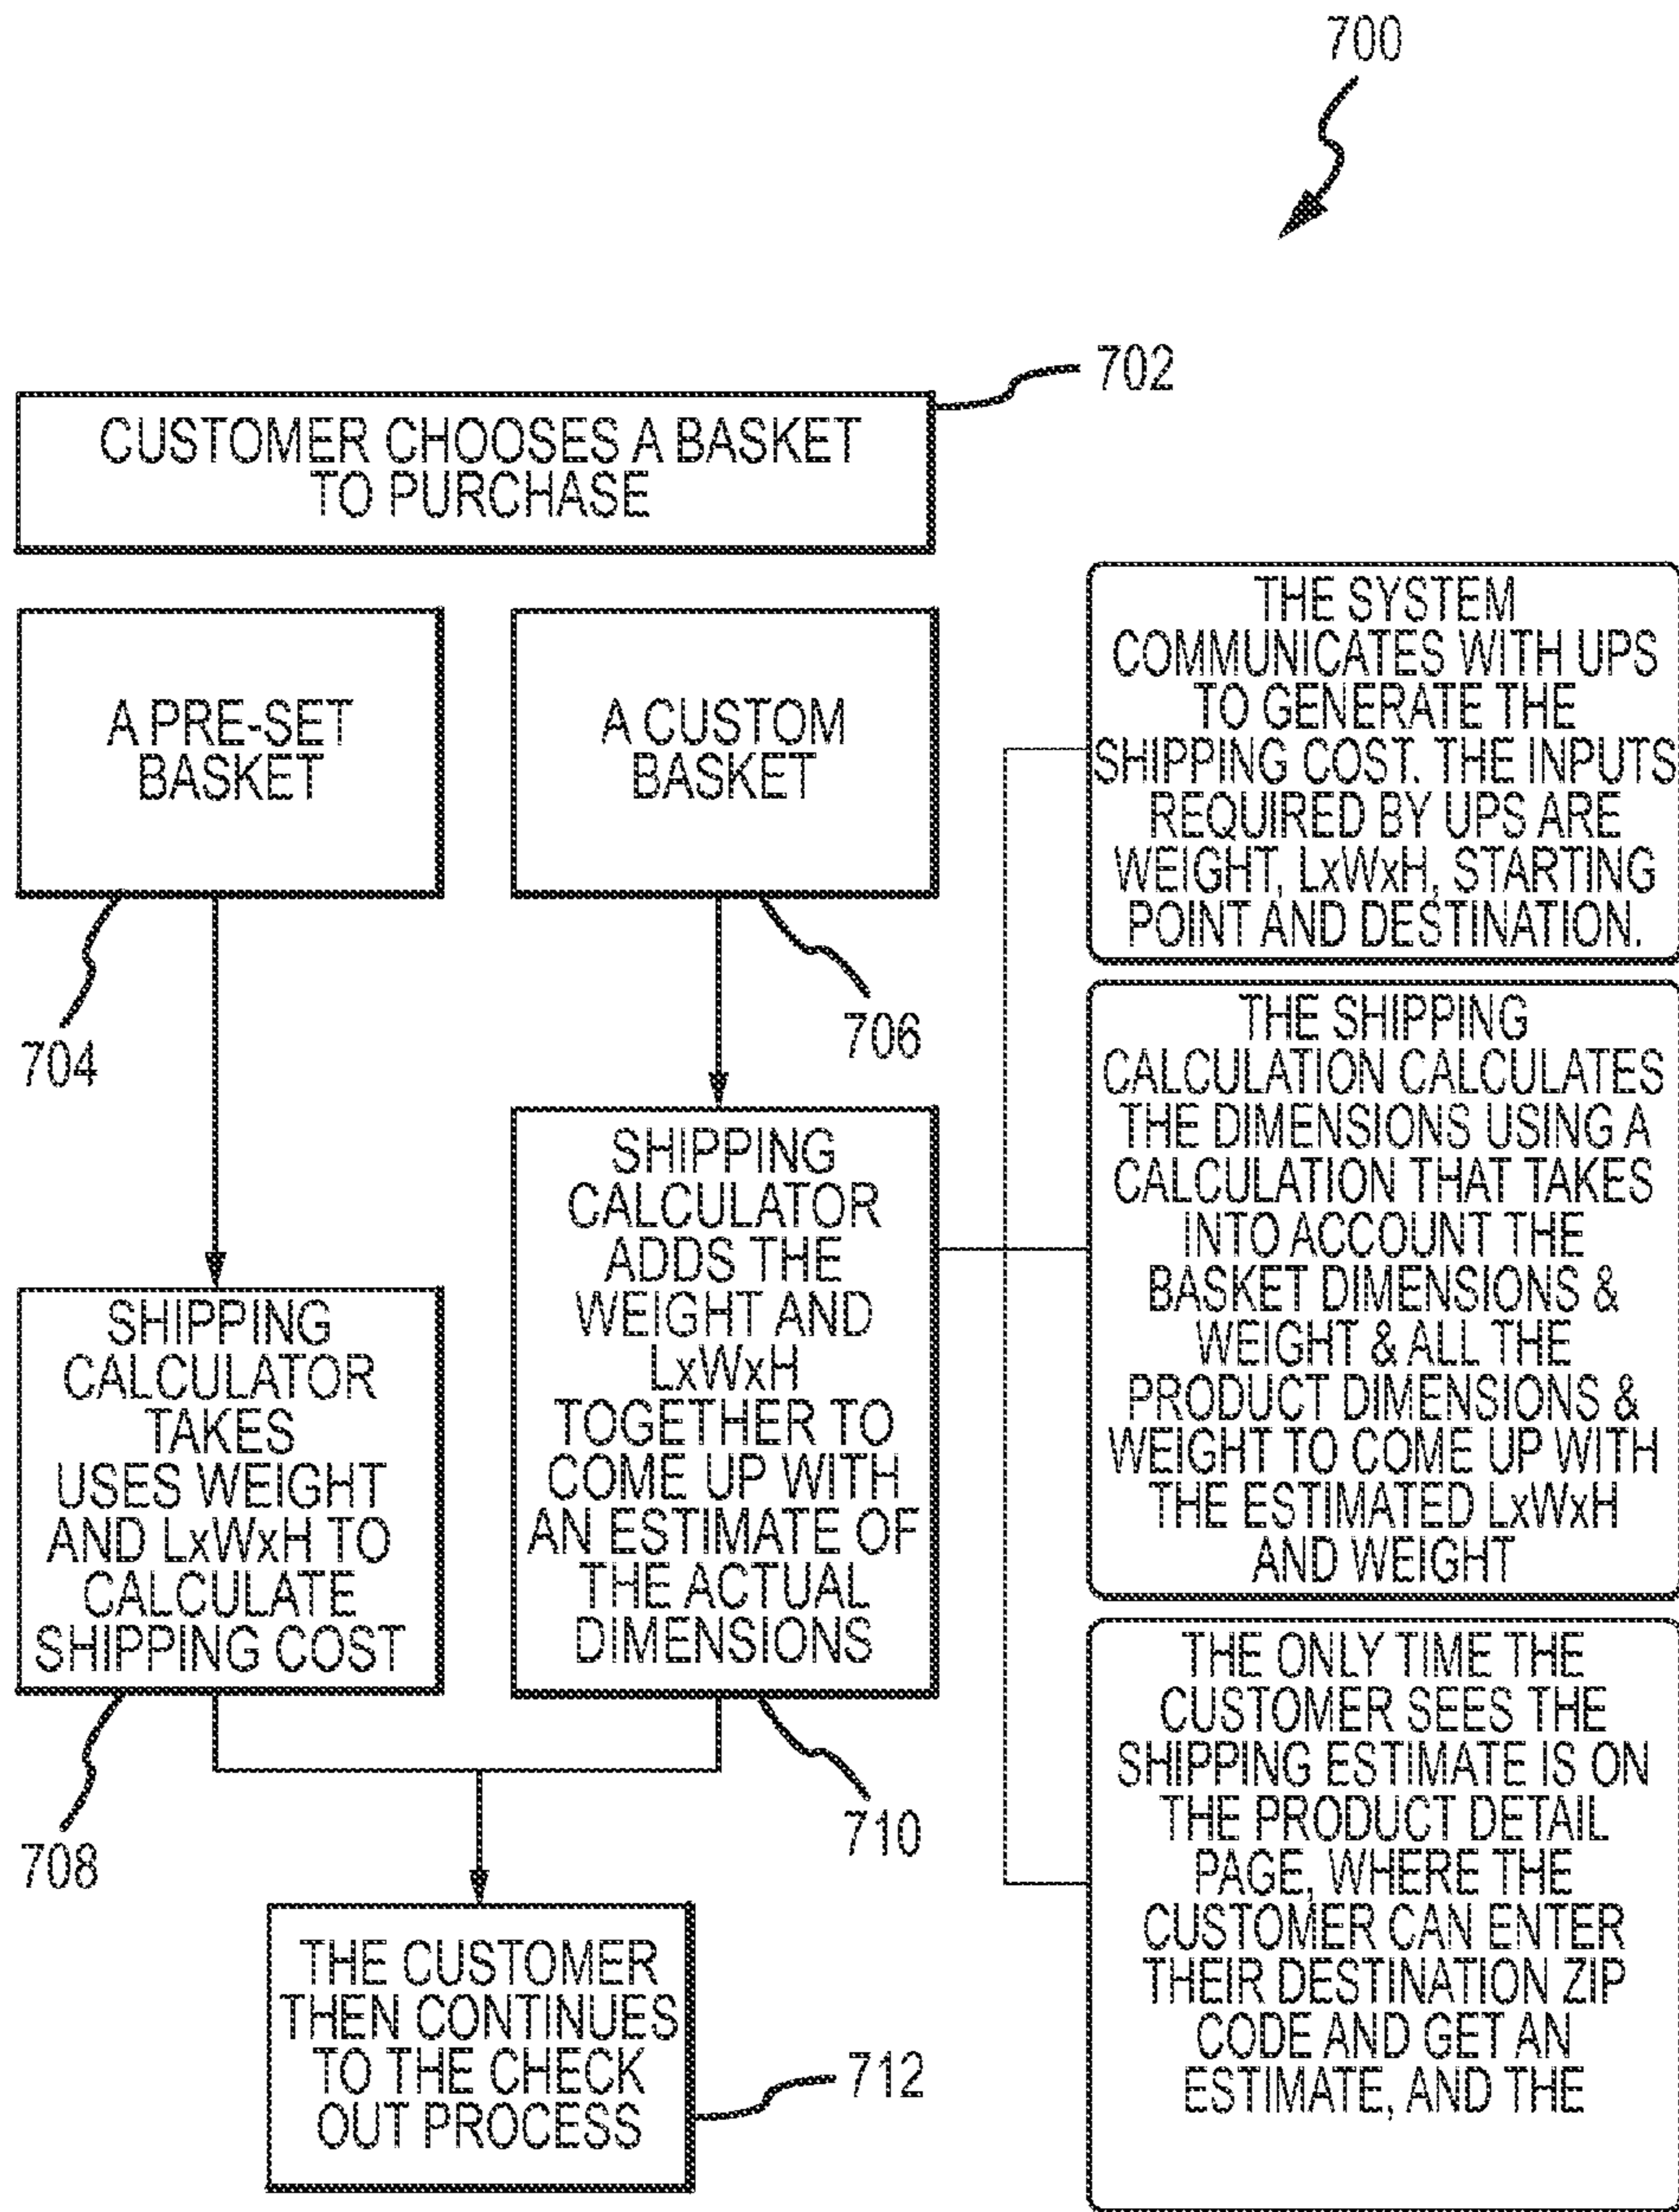 700
702
CUSTOMER CHOOSES A BASKET
TO PURCHASE
A PRE-SET
BASKET
704
A CUSTOM
BASKET
706
SHIPPING
CALCULATOR
TAKES
USES WEIGHT
AND LxWxH TO
CALCULATE
SHIPPING COST
708
SHIPPING
CALCULATOR
ADDS THE
WEIGHT AND
LxWxH
TOGETHER TO
COME UP WITH
AN ESTIMATE OF
THE ACTUAL
DIMENSIONS
710
THE CUSTOMER
THEN CONTINUES
TO THE CHECK
OUT PROCESS
712
THE SYSTEM
COMMUNICATES WITH UPS
TO GENERATE THE
SHIPPING COST. THE INPUTS
REQUIRED BY UPS ARE
WEIGHT, LxWxH, STARTING
POINT AND DESTINATION.
THE SHIPPING
CALCULATION CALCULATES
THE DIMENSIONS USING A
CALCULATION THAT TAKES
INTO ACCOUNT THE
BASKET DIMENSIONS &
WEIGHT & ALL THE
PRODUCT DIMENSIONS &
WEIGHT TO COME UP WITH
THE ESTIMATED LxWxH
AND WEIGHT
THE ONLY TIME THE
CUSTOMER SEES THE
SHIPPING ESTIMATE IS ON
THE PRODUCT DETAIL
PAGE, WHERE THE
CUSTOMER CAN ENTER
THEIR DESTINATION ZIP
CODE AND GET AN
ESTIMATE, AND THE